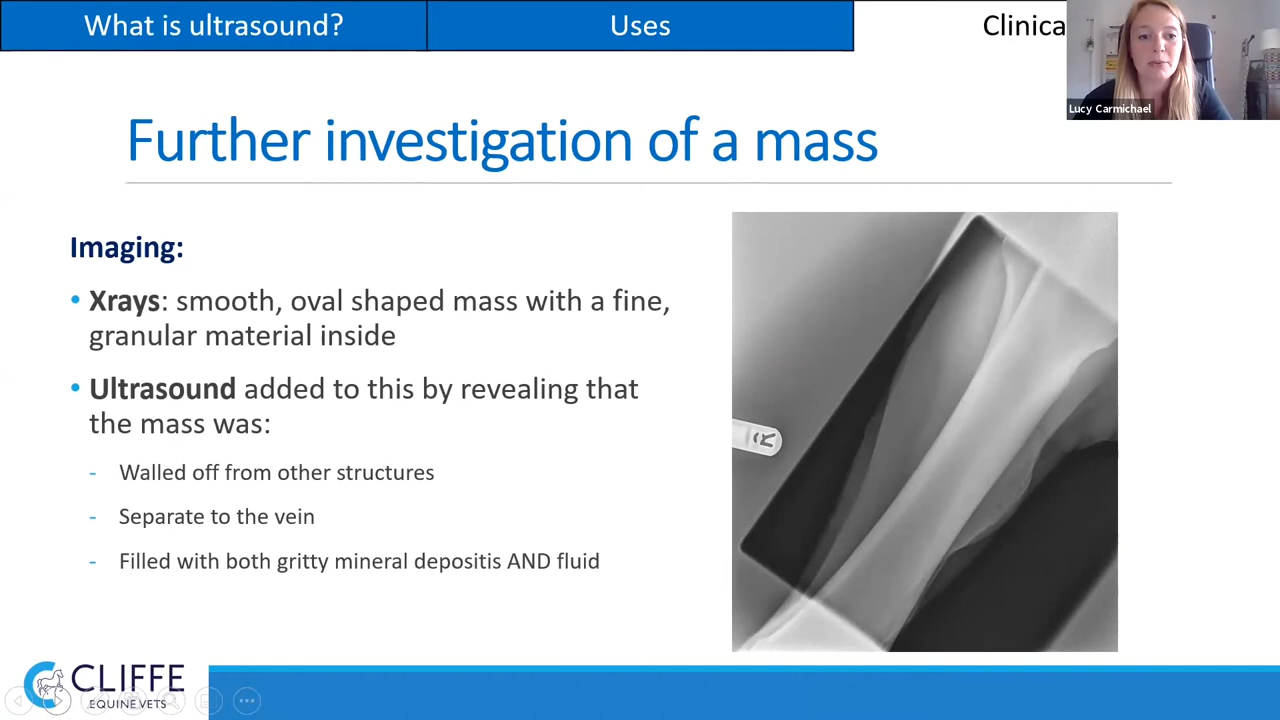 What is ultrasound?
Uses
Clinica
Lucy Carmichael
Further investigation of a mass
Imaging:
• Xrays: smooth, oval shaped mass with a fine,
granular material inside
• Ultrasound added to this by revealing that
the mass was:
- Walled off from other structures
- Separate to the vein
- Filled with both gritty mineral depositis AND fluid
R
CLIFFE
EQUINE VETS